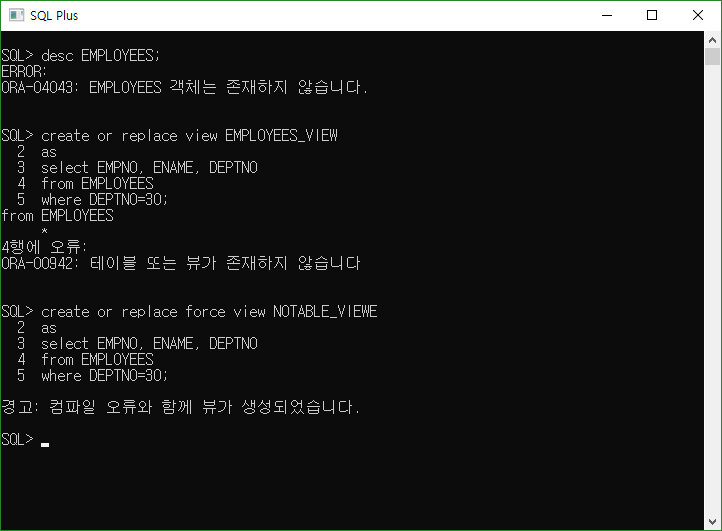 SQL Plus
SQL> desc EMPLOYEES;
ERROR:
ORA-04043: EMPLOYEES 객체는 존재하지 않습니다.
SQL> create or replace view EMPLOYEES_VIEW
  2  as
  3  select EMPNO, ENAME, DEPTNO
  4  from EMPLOYEES
  5  where DEPTNO=30;
from EMPLOYEES
     *
4행에 오류:
ORA-00942: 테이블 또는 뷰가 존재하지 않습니다
SQL> create or replace force view NOTABLE_VIEWE
  2  as
  3  select EMPNO, ENAME, DEPTNO
  4  from EMPLOYEES
  5  where DEPTNO=30;
경고: 컴파일 오류와 함께 뷰가 생성되었습니다.
SQL>